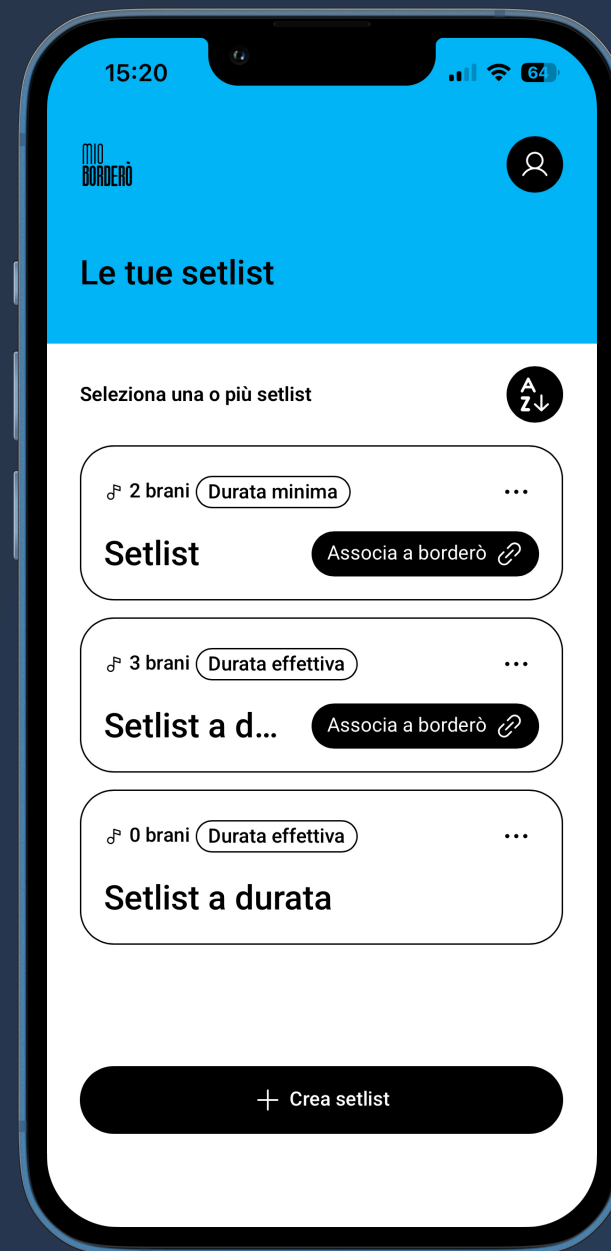 15:20
64
MIO
BORDERÒ
Le tue setlist
Seleziona una o più setlist
A
Z
2 brani Durata minima
Setlist
Associa a borderò
3 brani Durata effettiva
Setlist a d...
Associa a borderò
0 brani Durata effettiva
Setlist a durata
Crea setlist